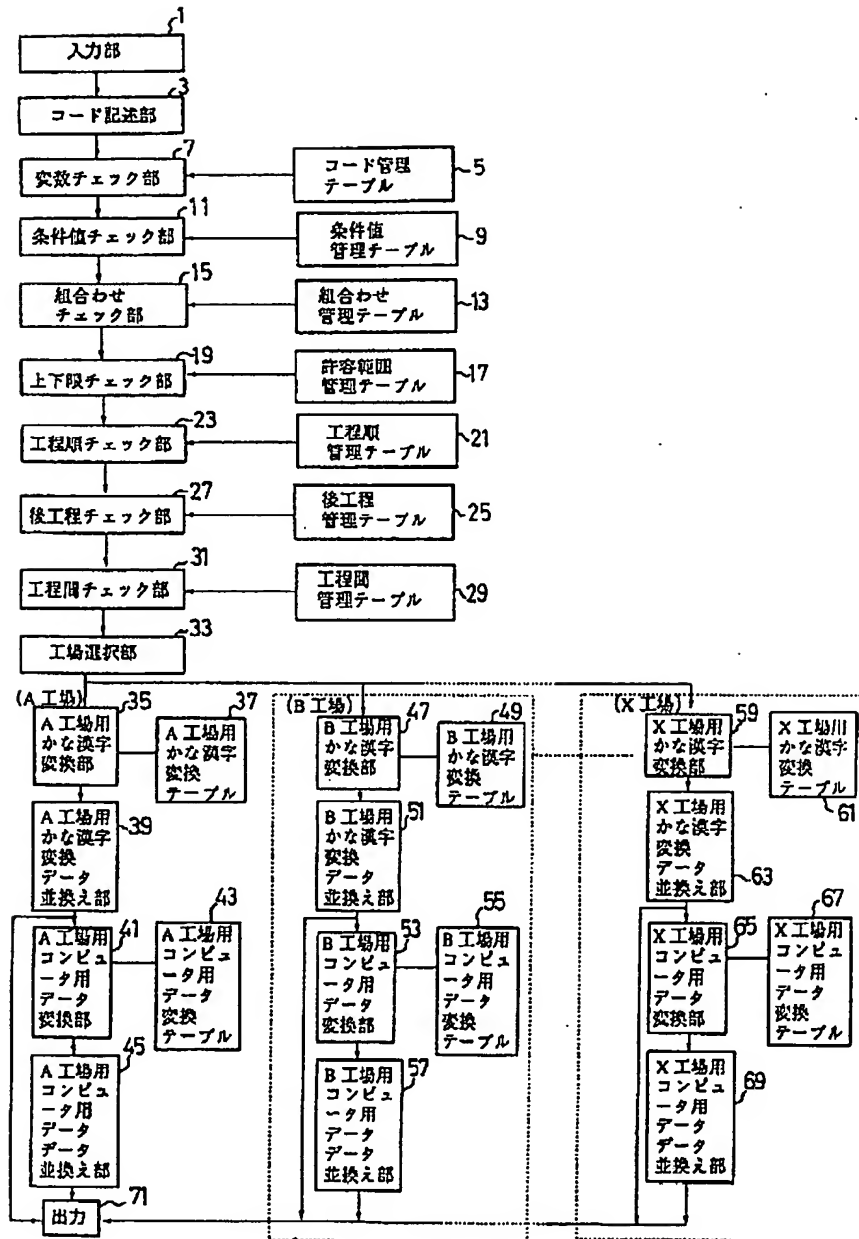 1
入力部
3
コード記述部
7
変数チェック部
コード管理
テーブル
5
11
条件値チェック部
条件値
管理テーブル
9
15
組合わせ
チェック部
組合わせ
管理テーブル
13
19
上下限チェック部
許容範囲
管理テーブル
17
23
工程順チェック部
工程順
管理テーブル
21
27
後工程チェック部
後工程
管理テーブル
25
31
工程間チェック部
工程間
管理テーブル
29
33
工場選択部
(A工場)
35
A工場用
かな漢字
変換部
37
A工場用
かな漢字
変換
テーブル
39
A工場用
かな漢字
変換
データ
並換え部
41
A工場用
コンピュ
ータ用
データ
変換部
43
A工場用
コンピュ
ータ用
データ
変換
テーブル
45
A工場用
コンピュ
ータ用
データ
データ
並換え部
71
出力
(B工場)
47
B工場用
かな漢字
変換部
49
B工場用
かな漢字
変換
テーブル
51
B工場用
かな漢字
変換
データ
並換え部
53
B工場用
コンピュ
ータ用
データ
変換部
55
B工場用
コンピュ
ータ用
データ
変換
テーブル
57
B工場用
コンピュ
ータ用
データ
データ
並換え部
(X工場)
59
X工場用
かな漢字
変換部
X工場川
かな漢字
変換
テーブル
61
X工場用
かな漢字
変換
データ
並換え部
63
65
X工場用
コンピュ
ータ用
データ
変換部
67
X工場用
コンピュ
ータ用
データ
変換
テーブル
69
X工場用
コンピュ
ータ用
データ
データ
並換え部